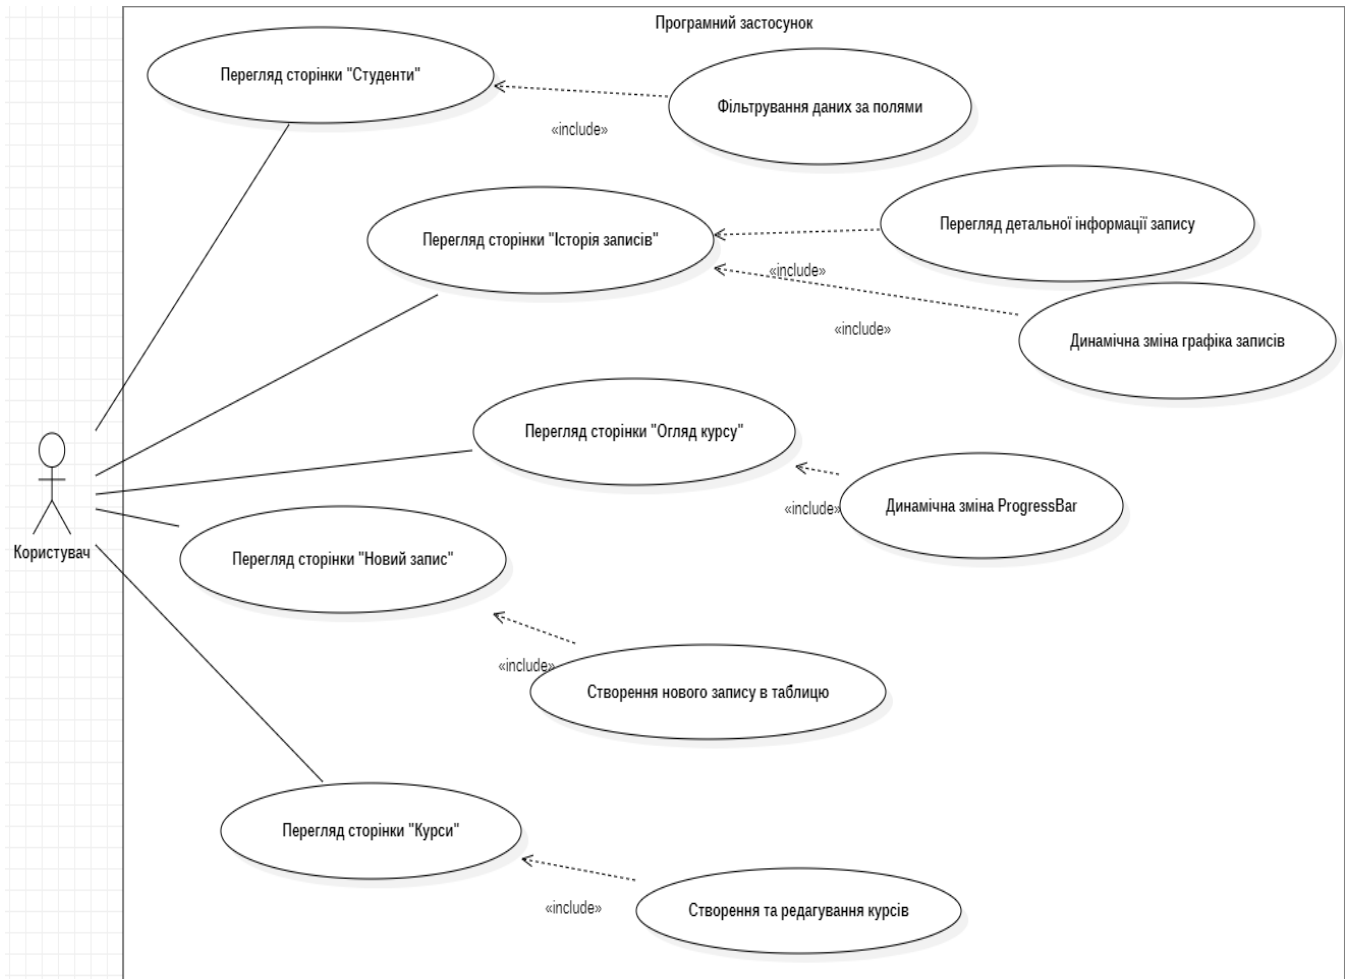 Програмний застосунок
Перегляд сторінки "Студенти"
Фільтрування даних за полями
«include»
Перегляд детальної інформації запису
Перегляд сторінки "Історія записів"
«include»
«include»
Динамічна зміна графіка записів
Перегляд сторінки "Огляд курсу"
Динамічна зміна ProgressBar
«include»
Користувач
Перегляд сторінки "Новий запис"
«include»
Створення нового запису в таблицю
Перегляд сторінки "Курси"
«include»
Створення та редагування курсів